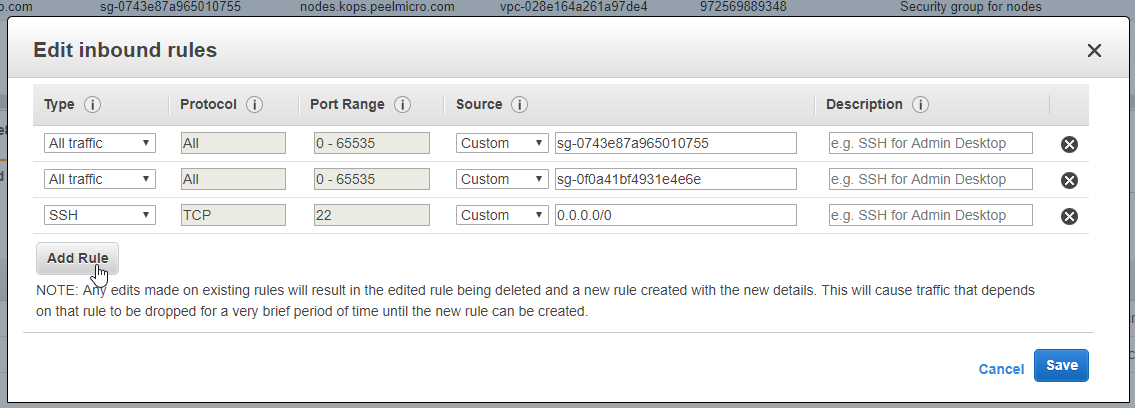 o.com sg-0743e87a965010755 nodes.kops.peelmicro.com vpc-028e164a261a97de4 972569889348 Security group for nodes
Edit inbound rules
Type Protocol Port Range Source Description
All traffic All 0 - 65535 Custom sg-0743e87a965010755 e.g. SSH for Admin Desktop
All traffic All 0 - 65535 Custom sg-0f0a41bf4931e4e6e e.g. SSH for Admin Desktop
SSH TCP 22 Custom 0.0.0.0/0 e.g. SSH for Admin Desktop
Add Rule
NOTE: Any edits made on existing rules will result in the edited rule being deleted and a new rule created with the new details. This will cause traffic that depends
on that rule to be dropped for a very brief period of time until the new rule can be created.
Cancel Save